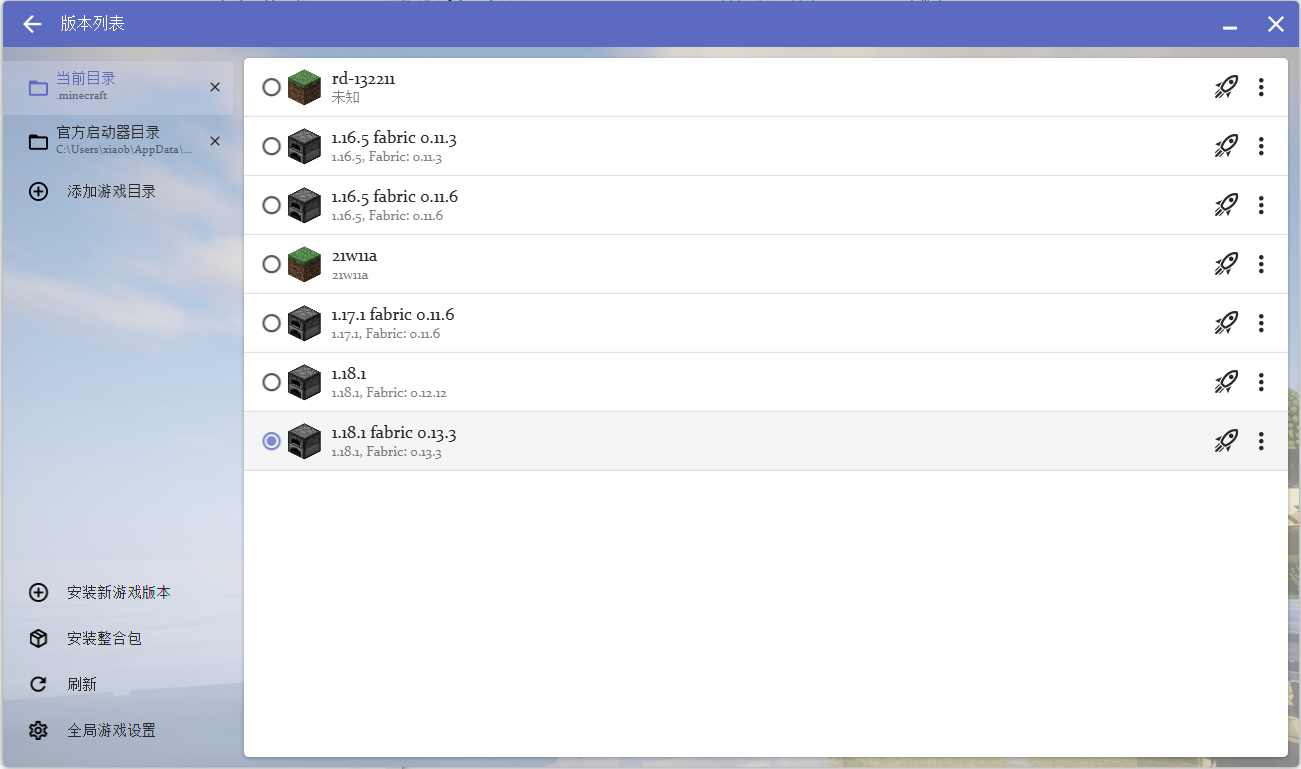 版本列表
当前目录
.minecraft
官方启动器目录
C:\Users\xiaob\AppData\...
添加游戏目录
安装新游戏版本
安装整合包
刷新
全局游戏设置
rd-132211
未知
1.16.5 fabric 0.11.3
1.16.5, Fabric: 0.11.3
1.16.5 fabric 0.11.6
1.16.5, Fabric: 0.11.6
21w11a
21w11a
1.17.1 fabric 0.11.6
1.17.1, Fabric: 0.11.6
1.18.1
1.18.1, Fabric: 0.12.12
1.18.1 fabric 0.13.3
1.18.1, Fabric: 0.13.3